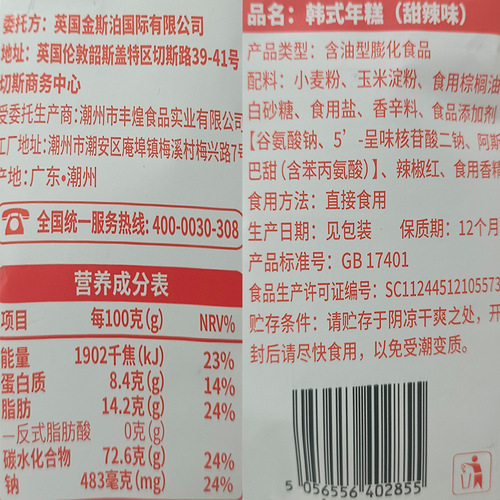 委托方：英国金斯泊国际有限公司
地址：英国伦敦韶斯盖特区切斯路39-41号
切斯商务中心
受委托生产商：潮州市丰煌食品实业有限公司
工厂地址：潮州市潮安区庵埠镇梅溪村梅兴路7号
产地：广东•潮州
全国统一服务热线：400-0030-308
营养成分表
项目 每100克(g) NRV%
能量 1902千焦(kJ) 23%
蛋白质 8.4克(g) 14%
脂肪 14.2克(g) 24%
—反式脂肪酸 0克(g)
碳水化合物 72.6克(g) 24%
钠 483毫克(mg) 24%
品名：韩式年糕（甜辣味）
产品类型：含油型膨化食品
配料：小麦粉、玉米淀粉、食用棕榈油
白砂糖、食用盐、香辛料、食品添加剂
【谷氨酸钠、5’-呈味核苷酸二钠、阿斯
巴甜（含苯丙氨酸）】、辣椒红、食用香精
食用方法：直接食用
生产日期：见包装 保质期：12个月
产品标准号：GB 17401
食品生产许可证编号：SC11244512105573
贮存条件：请贮存于阴凉干爽之处，开
封后请尽快食用，以免受潮变质。
5 056556 402855